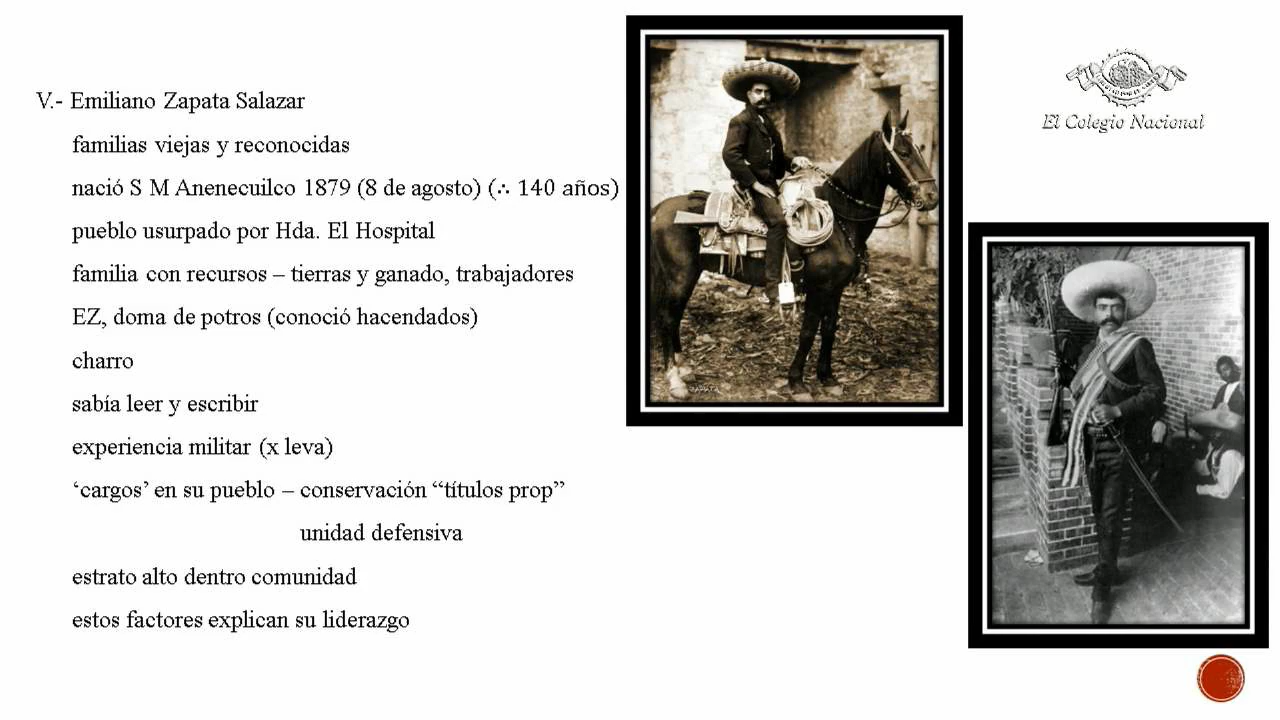 V.- Emiliano Zapata Salazar
familias viejas y reconocidas
nació S M Anenecuilco 1879 (8 de agosto) (∴ 140 años)
pueblo usurpado por Hda. El Hospital
familia con recursos – tierras y ganado, trabajadores
EZ, doma de potros (conoció hacendados)
charro
sabía leer y escribir
experiencia militar (x leva)
‘cargos’ en su pueblo – conservación “títulos prop”
unidad defensiva
estrato alto dentro comunidad
estos factores explican su liderazgo
El Colegio Nacional